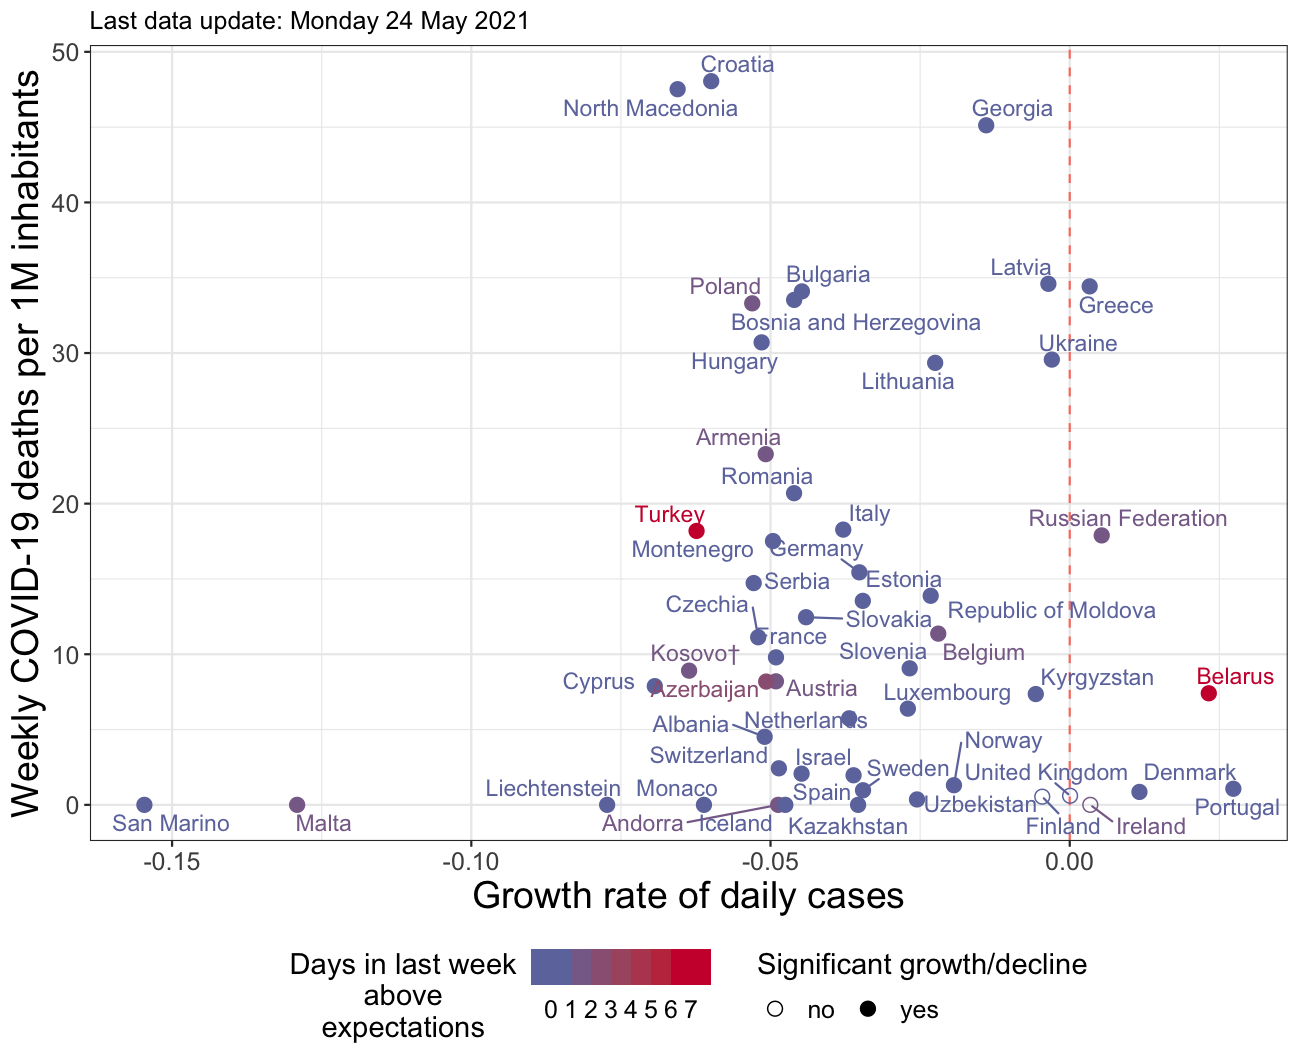 Last data update: Monday 24 May 2021
Weekly COVID-19 deaths per 1M inhabitants
50
40
30
20
10
0
Croatia
North Macedonia
Georgia
Latvia
Bulgaria
Poland
Greece
Bosnia and Herzegovina
Ukraine
Hungary
Lithuania
Armenia
Romania
Turkey
Italy
Russian Federation
Montenegro
Germany
Serbia
Estonia
Czechia
Republic of Moldova
Slovakia
France
Kosovo†
Slovenia
Belgium
Cyprus
Azerbaijan
Austria
Kyrgyzstan
Belarus
Luxembourg
Albania
Netherlands
Norway
Switzerland
Israel
Sweden
United Kingdom
Denmark
Liechtenstein
Monaco
Spain
Uzbekistan
Portugal
San Marino
Malta
Andorra
Iceland
Kazakhstan
Finland
Ireland
-0.15
-0.10
-0.05
0.00
Growth rate of daily cases
Days in last week
above
expectations
0 1 2 3 4 5 6 7
Significant growth/decline
no
yes